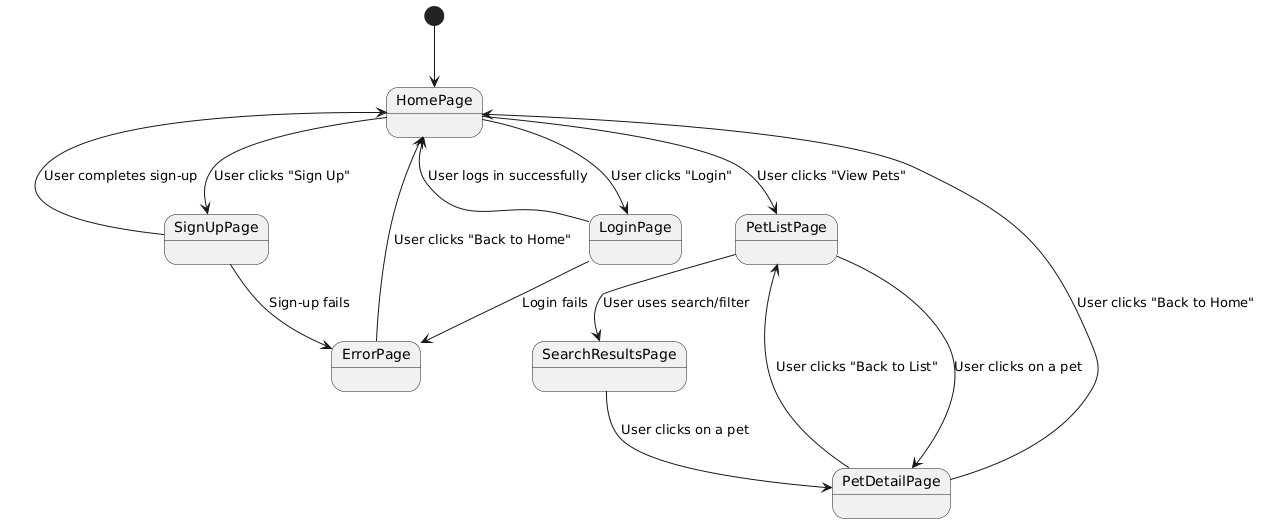 HomePage
User completes sign-up
User clicks "Sign Up"
User logs in successfully
User clicks "Login"
User clicks "View Pets"
SignUpPage
LoginPage
PetListPage
User clicks "Back to Home"
Sign-up fails
Login fails
User uses search/filter
User clicks "Back to Home"
ErrorPage
SearchResultsPage
User clicks "Back to List"
User clicks on a pet
User clicks on a pet
PetDetailPage